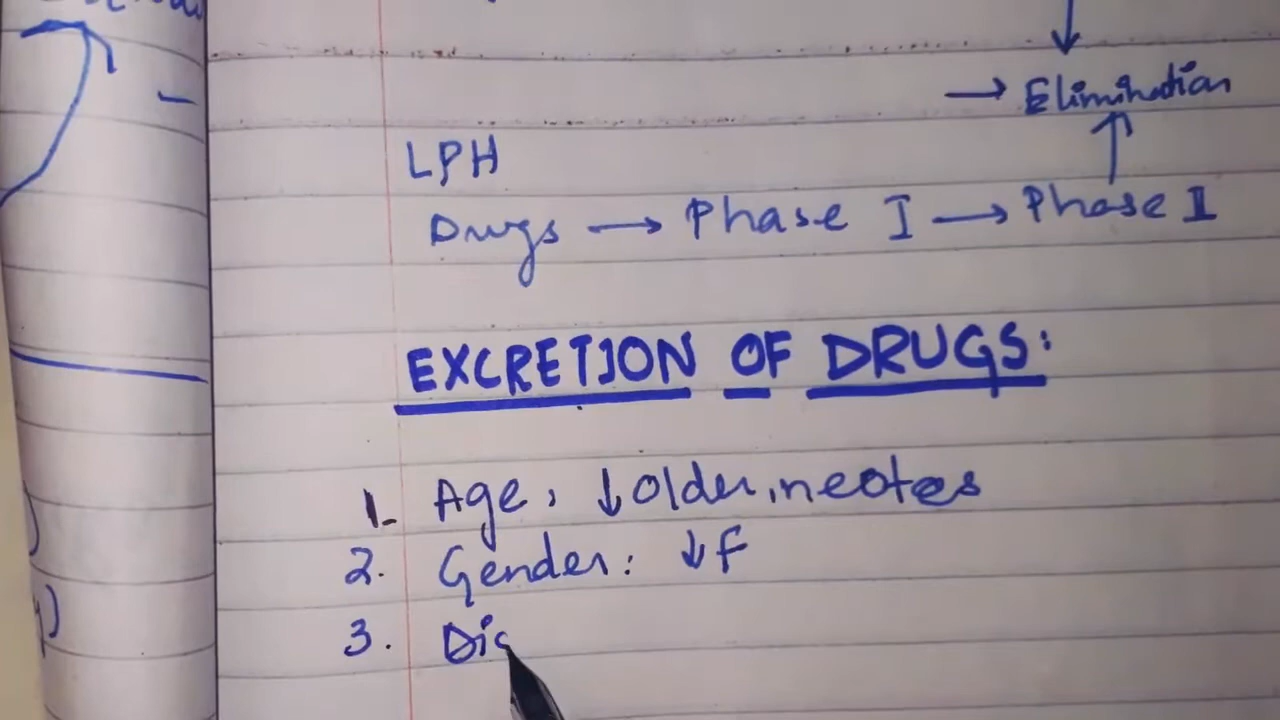 → Elimination
LPH
Drugs → Phase I → Phase II
EXCRETION OF DRUGS:
1. Age, ↓ older, neotes
2. Gender: ↓ F
3. Dis